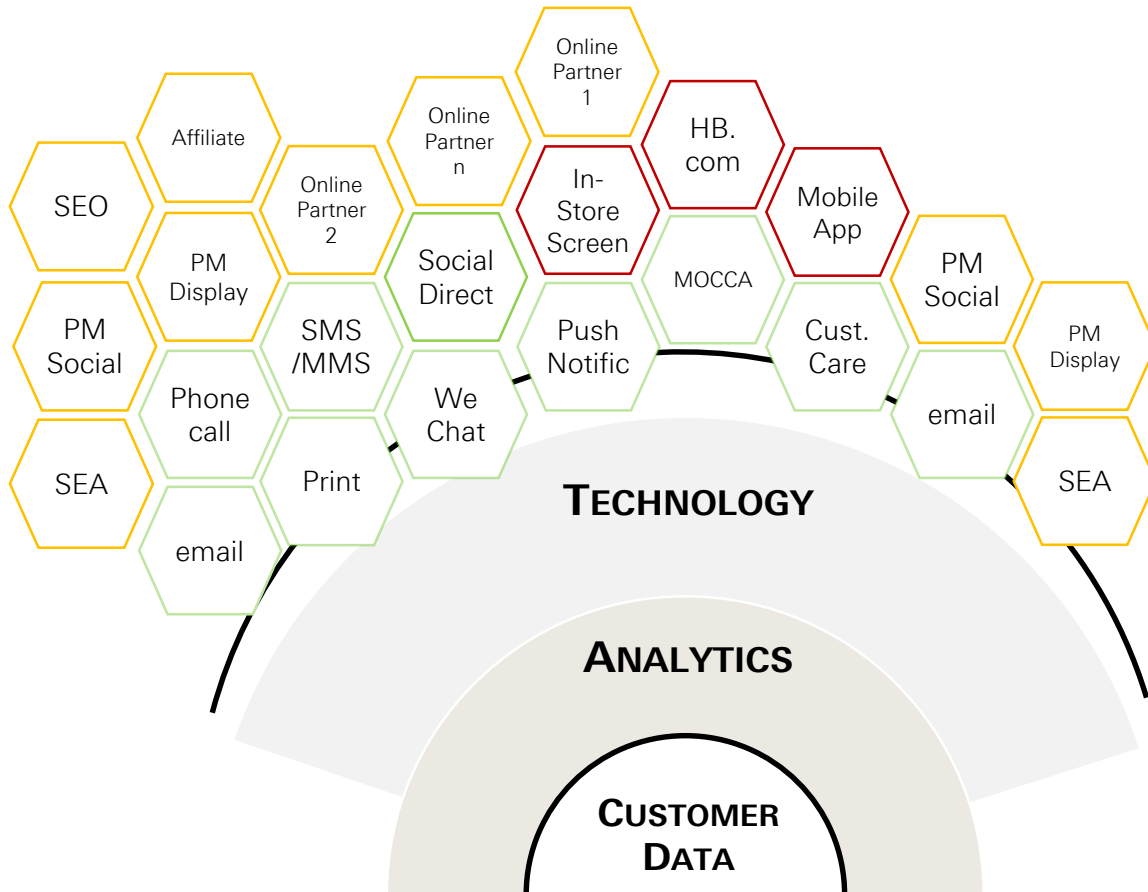 Online
Partner
1
HB.
com
Online
Partner
n
Affiliate
In-
Store
Screen
Mobile
App
SEO
Online
Partner
2
PM
Display
Social
Direct
MOCCA
PM
Social
PM
Social
SMS
/MMS
Push
Notific
Cust.
Care
PM
Display
Phone
call
We
Chat
email
SEA
Print
SEA
email
TECHNOLOGY
ANALYTICS
CUSTOMER
DATA